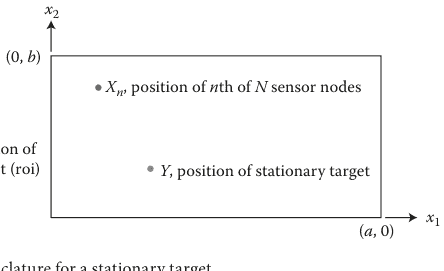 x₂
(0, b)
Xₙ, position of nth of N sensor nodes
on of
t (roi)
Y, position of stationary target
x₁
(a, 0)
clature for a stationary target